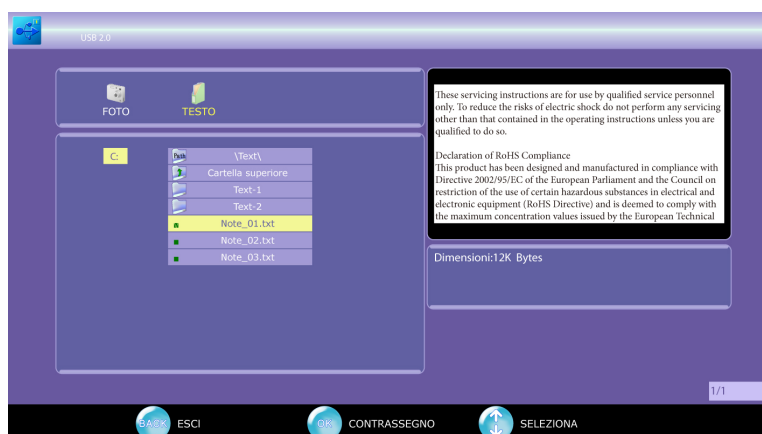 USB 2.0
FOTO
TESTO
C:
Path
\Text\
Cartella superiore
Text-1
Text-2
Note_01.txt
Note_02.txt
Note_03.txt
These servicing instructions are for use by qualified service personnel
only. To reduce the risks of electric shock do not perform any servicing
other than that contained in the operating instructions unless you are
qualified to do so.
Declaration of RoHS Compliance
This product has been designed and manufactured in compliance with
Directive 2002/95/EC of the European Parliament and the Council on
restriction of the use of certain hazardous substances in electrical and
electronic equipment (RoHS Directive) and is deemed to comply with
the maximum concentration values issued by the European Technical
Dimensioni:12K Bytes
1/1
BACK ESCI
OK CONTRASSEGNO
SELEZIONA